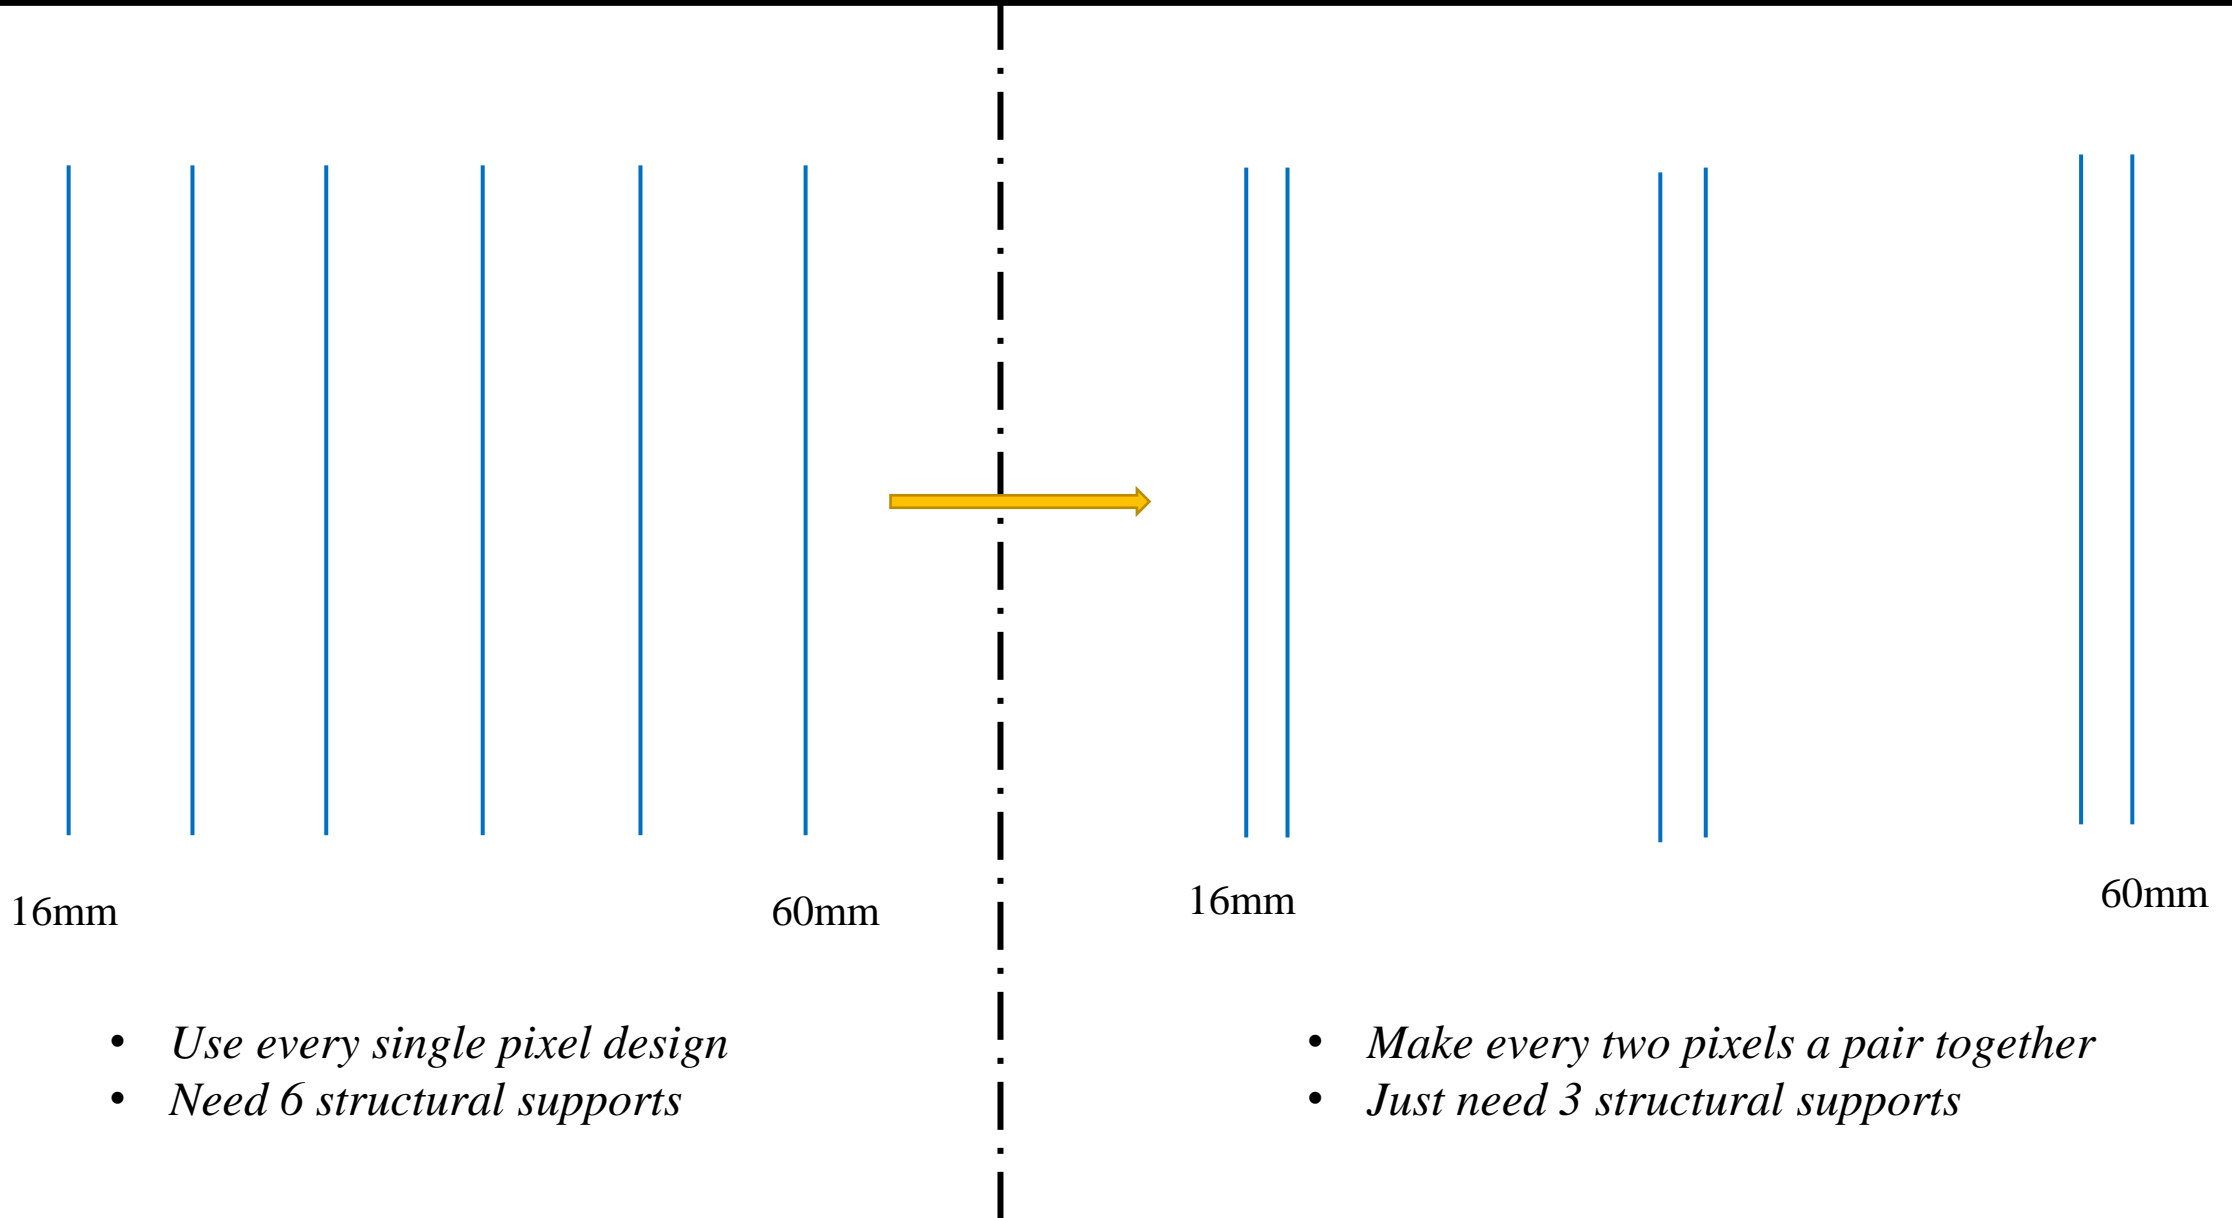 16mm
60mm
• Use every single pixel design
• Need 6 structural supports
16mm
60mm
• Make every two pixels a pair together
• Just need 3 structural supports